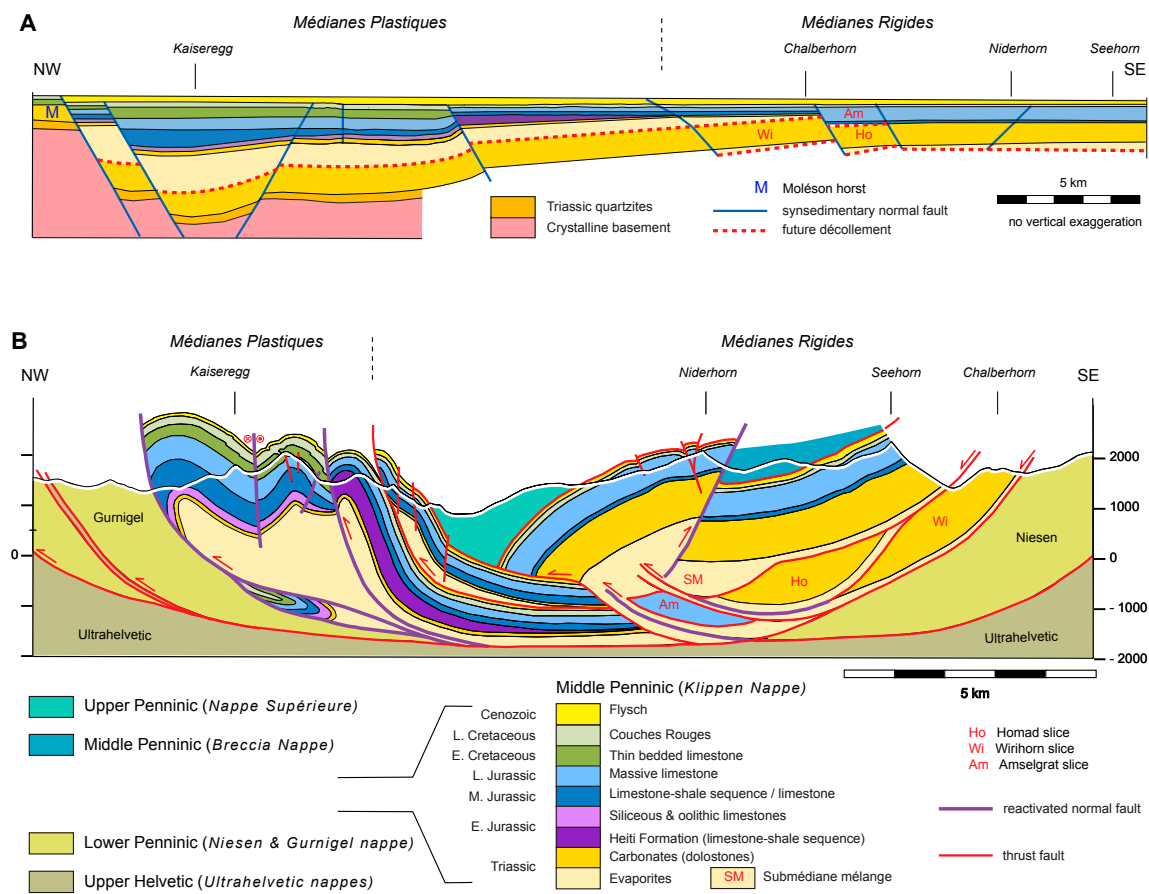 A
Médianes Plastiques
Médianes Rigides
Kaiseregg
Chalberhorn
Niderhorn
Seehorn
NW
SE
M
Am
Wi
Ho
Triassic quartzites
Crystalline basement
M Moléson horst
synsedimentary normal fault
future décollement
5 km
no vertical exaggeration
B
Médianes Plastiques
Médianes Rigides
Kaiseregg
Niderhorn
Seehorn
Chalberhorn
NW
SE
2000
1000
0
0
- 1000
- 2000
Gurnigel
Ultrahelvetic
SM
Ho
Am
Wi
Niesen
Ultrahelvetic
5 km
Upper Penninic (Nappe Supérieure)
Middle Penninic (Breccia Nappe)
Lower Penninic (Niesen & Gurnigel nappe)
Upper Helvetic (Ultrahelvetic nappes)
Middle Penninic (Klippen Nappe)
Cenozoic Flysch
L. Cretaceous Couches Rouges
E. Cretaceous Thin bedded limestone
L. Jurassic Massive limestone
M. Jurassic Limestone-shale sequence / limestone
E. Jurassic Siliceous & oolithic limestones
Heiti Formation (limestone-shale sequence)
Triassic Carbonates (dolostones)
Evaporites SM Submédiane mélange
Ho Homad slice
Wi Wirihorn slice
Am Amselgrat slice
reactivated normal fault
thrust fault